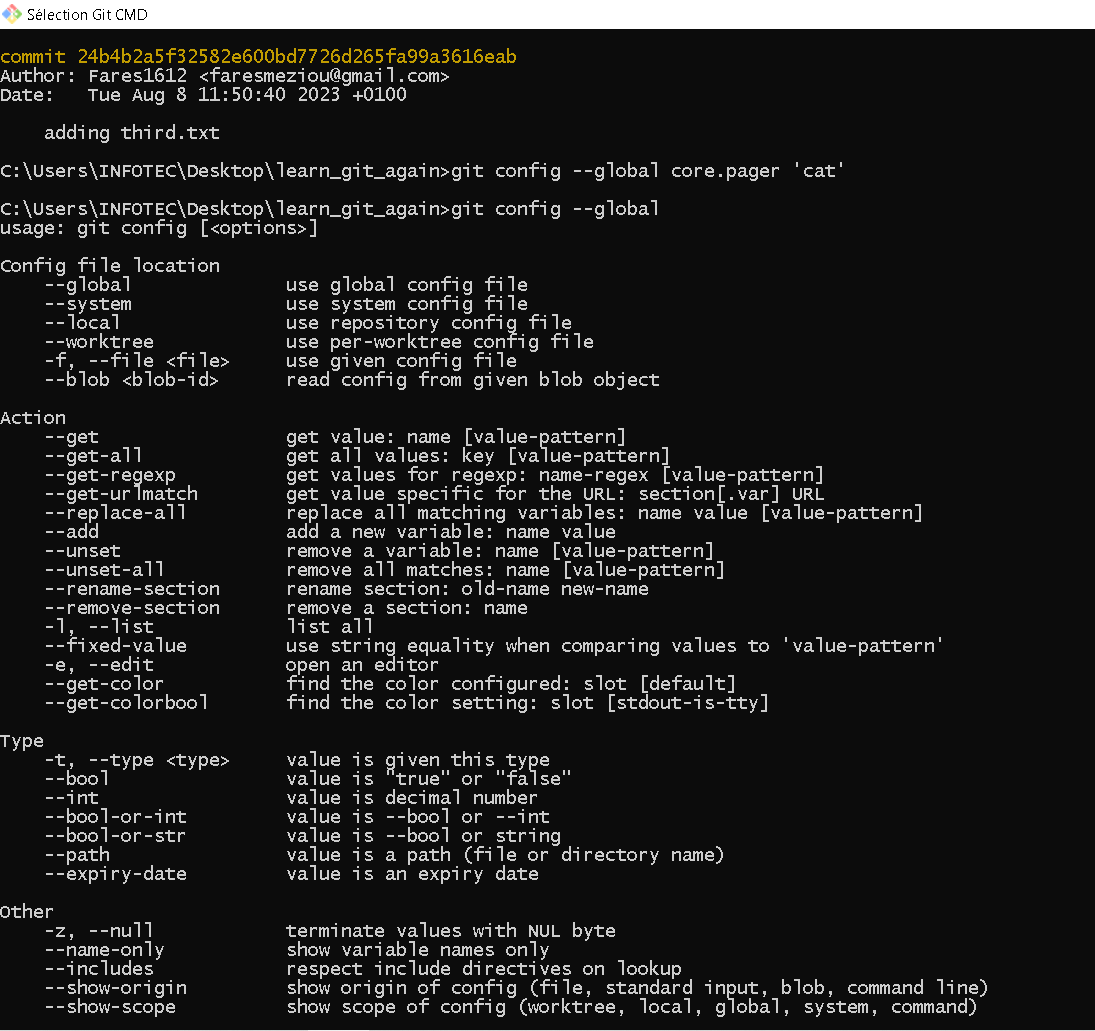 Sélection Git CMD
commit 24b4b2a5f32582e600bd7726d265fa99a3616eab
Author: Fares1612 <faresmeziou@gmail.com>
Date:   Tue Aug 8 11:50:40 2023 +0100
    adding third.txt
C:\Users\INFOTEC\Desktop\learn_git_again>git config --global core.pager 'cat'
C:\Users\INFOTEC\Desktop\learn_git_again>git config --global
usage: git config [<options>]
Config file location
    --global              use global config file
    --system              use system config file
    --local               use repository config file
    --worktree            use per-worktree config file
    -f, --file <file>     use given config file
    --blob <blob-id>      read config from given blob object
Action
    --get                 get value: name [value-pattern]
    --get-all             get all values: key [value-pattern]
    --get-regexp          get values for regexp: name-regex [value-pattern]
    --get-urlmatch        get value specific for the URL: section[.var] URL
    --replace-all         replace all matching variables: name value [value-pattern]
    --add                 add a new variable: name value
    --unset               remove a variable: name [value-pattern]
    --unset-all           remove all matches: name [value-pattern]
    --rename-section      rename section: old-name new-name
    --remove-section      remove a section: name
    -l, --list            list all
    --fixed-value         use string equality when comparing values to 'value-pattern'
    -e, --edit            open an editor
    --get-color           find the color configured: slot [default]
    --get-colorbool       find the color setting: slot [stdout-is-tty]
Type
    -t, --type <type>     value is given this type
    --bool                value is "true" or "false"
    --int                 value is decimal number
    --bool-or-int         value is --bool or --int
    --bool-or-str         value is --bool or string
    --path                value is a path (file or directory name)
    --expiry-date         value is an expiry date
Other
    -z, --null            terminate values with NUL byte
    --name-only           show variable names only
    --includes            respect include directives on lookup
    --show-origin         show origin of config (file, standard input, blob, command line)
    --show-scope          show scope of config (worktree, local, global, system, command)